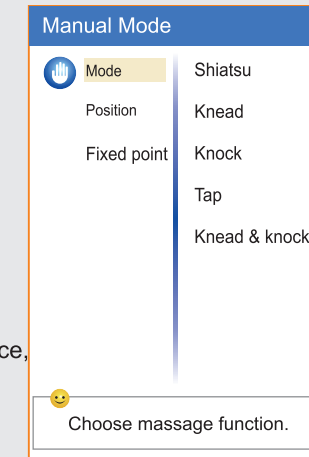 Manual Mode
Mode
Position
Fixed point
Shiatsu
Knead
Knock
Tap
Knead & knock
ce,
Choose massage function.